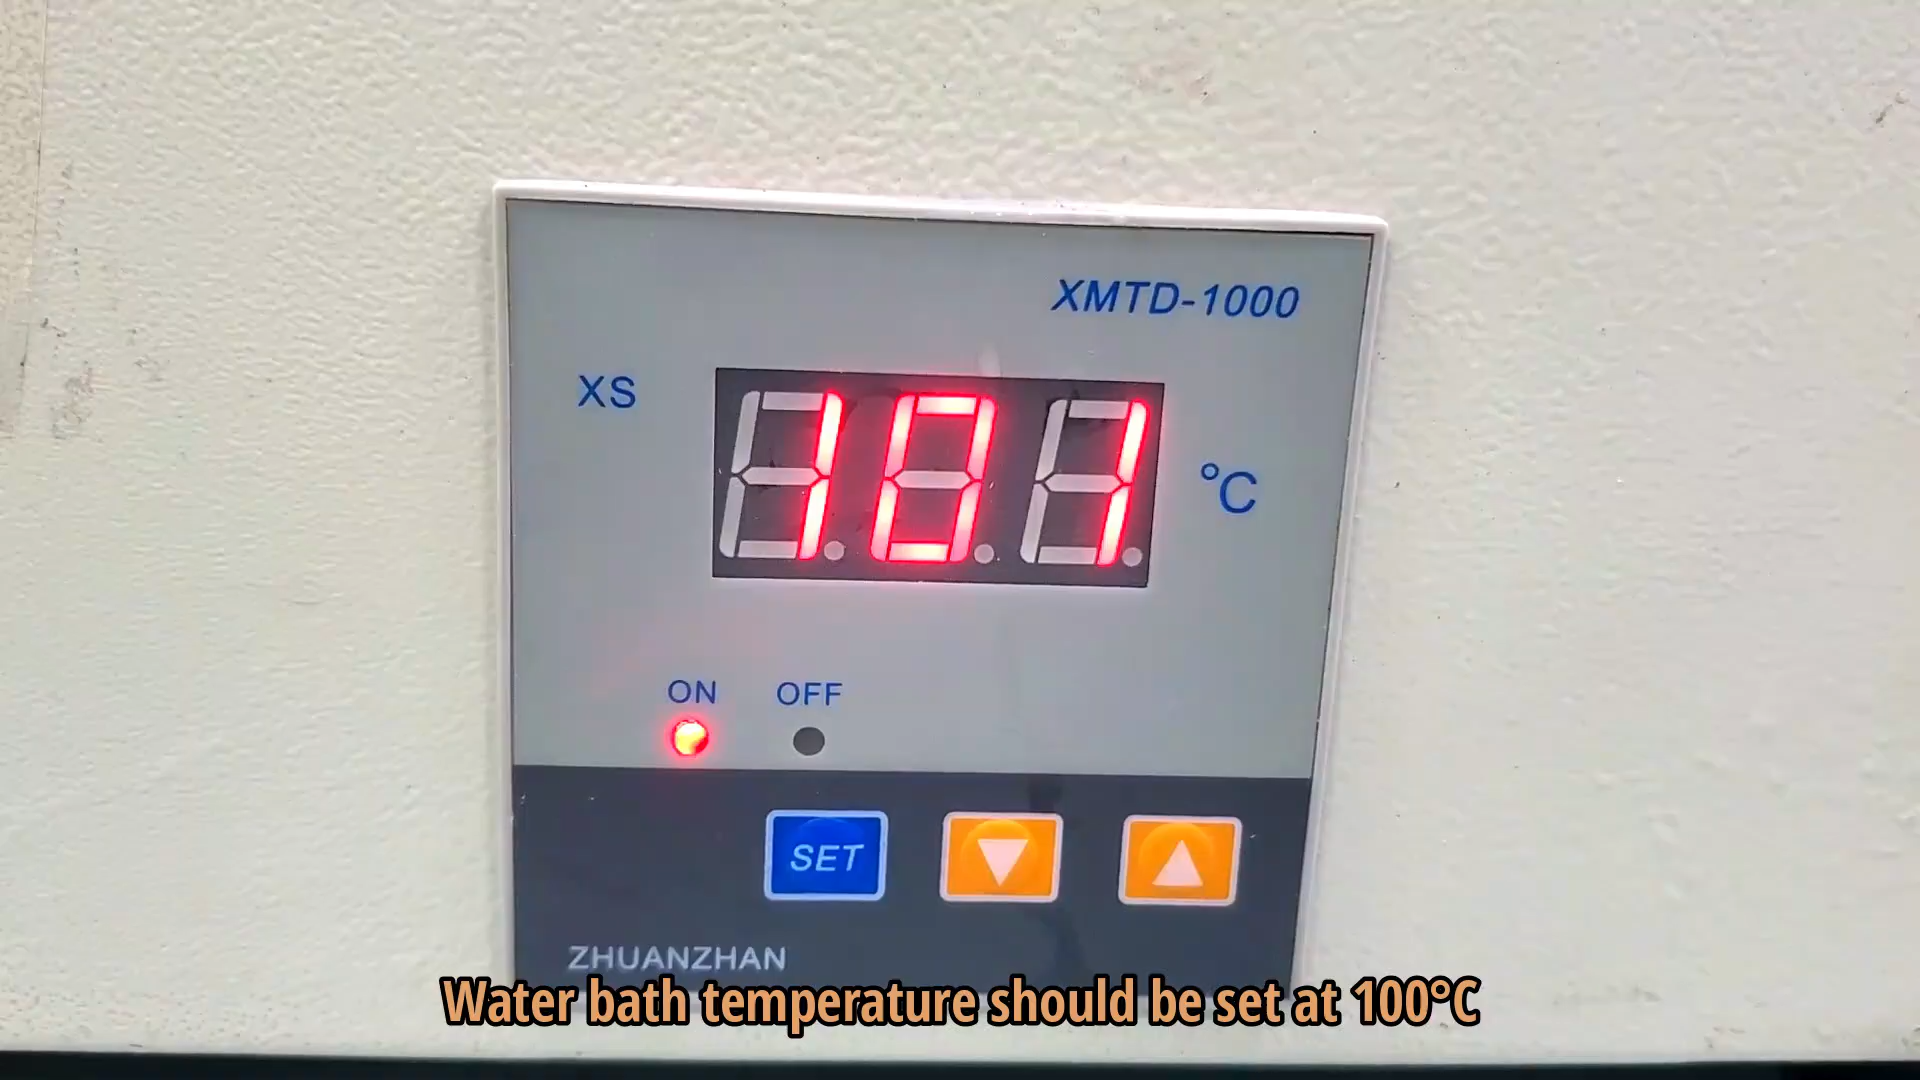 XMTD-1000
XS
101
°C
ON OFF
SET
ZHUANZHAN
Water bath temperature should be set at 100°C